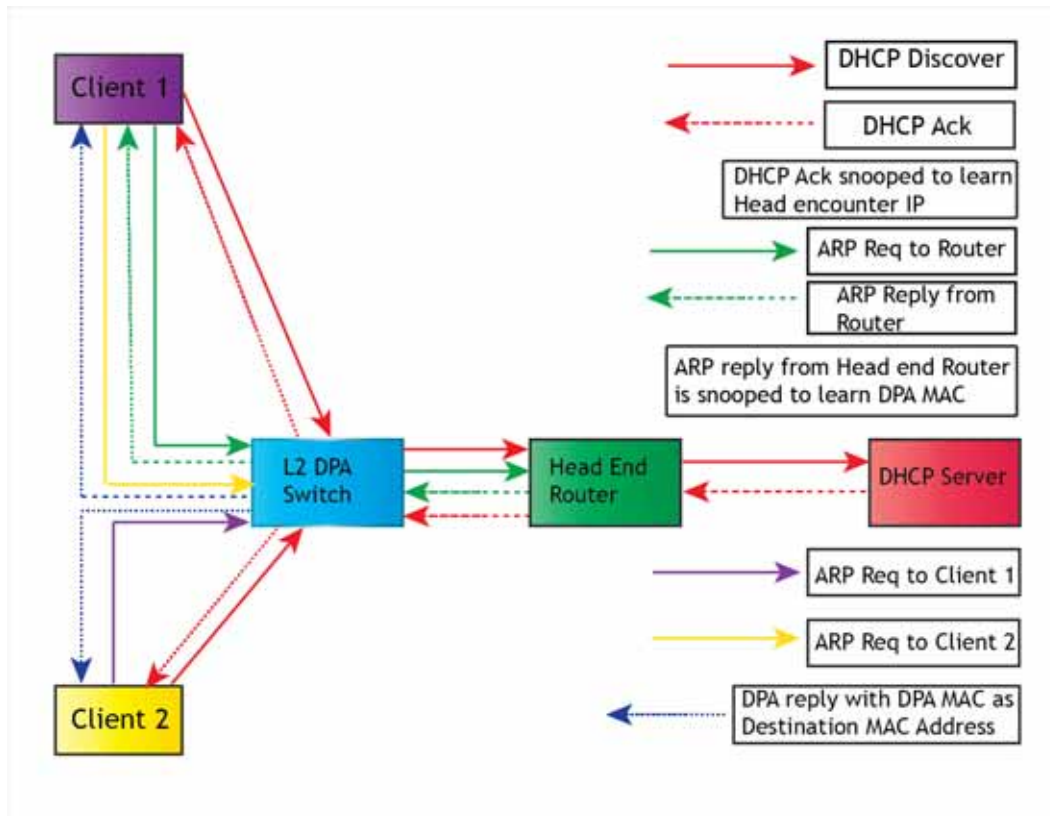 Client 1
DHCP Discover
DHCP Ack
DHCP Ack snooped to learn
Head encounter IP
ARP Req to Router
ARP Reply from
Router
ARP reply from Head end Router
is snooped to learn DPA MAC
L2 DPA
Switch
Head End
Router
DHCP Server
ARP Req to Client 1
ARP Req to Client 2
Client 2
DPA reply with DPA MAC as
Destination MAC Address